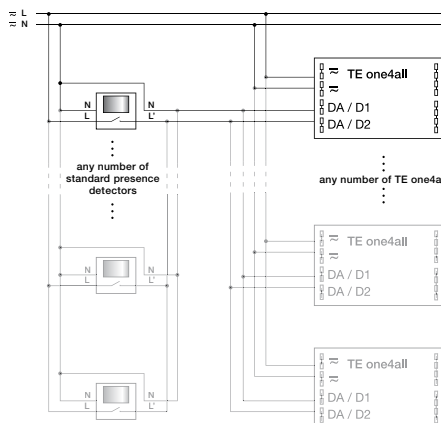 ≂ L
≂ N
≂ TE one4all
≂
N N
L L'
DA / D1
DA / D2
any number of
standard presence
detectors
any number of TE one4a
≂ TE one4all
≂
N N
L L'
DA / D1
DA / D2
≂ TE one4all
≂
N N
L L'
DA / D1
DA / D2